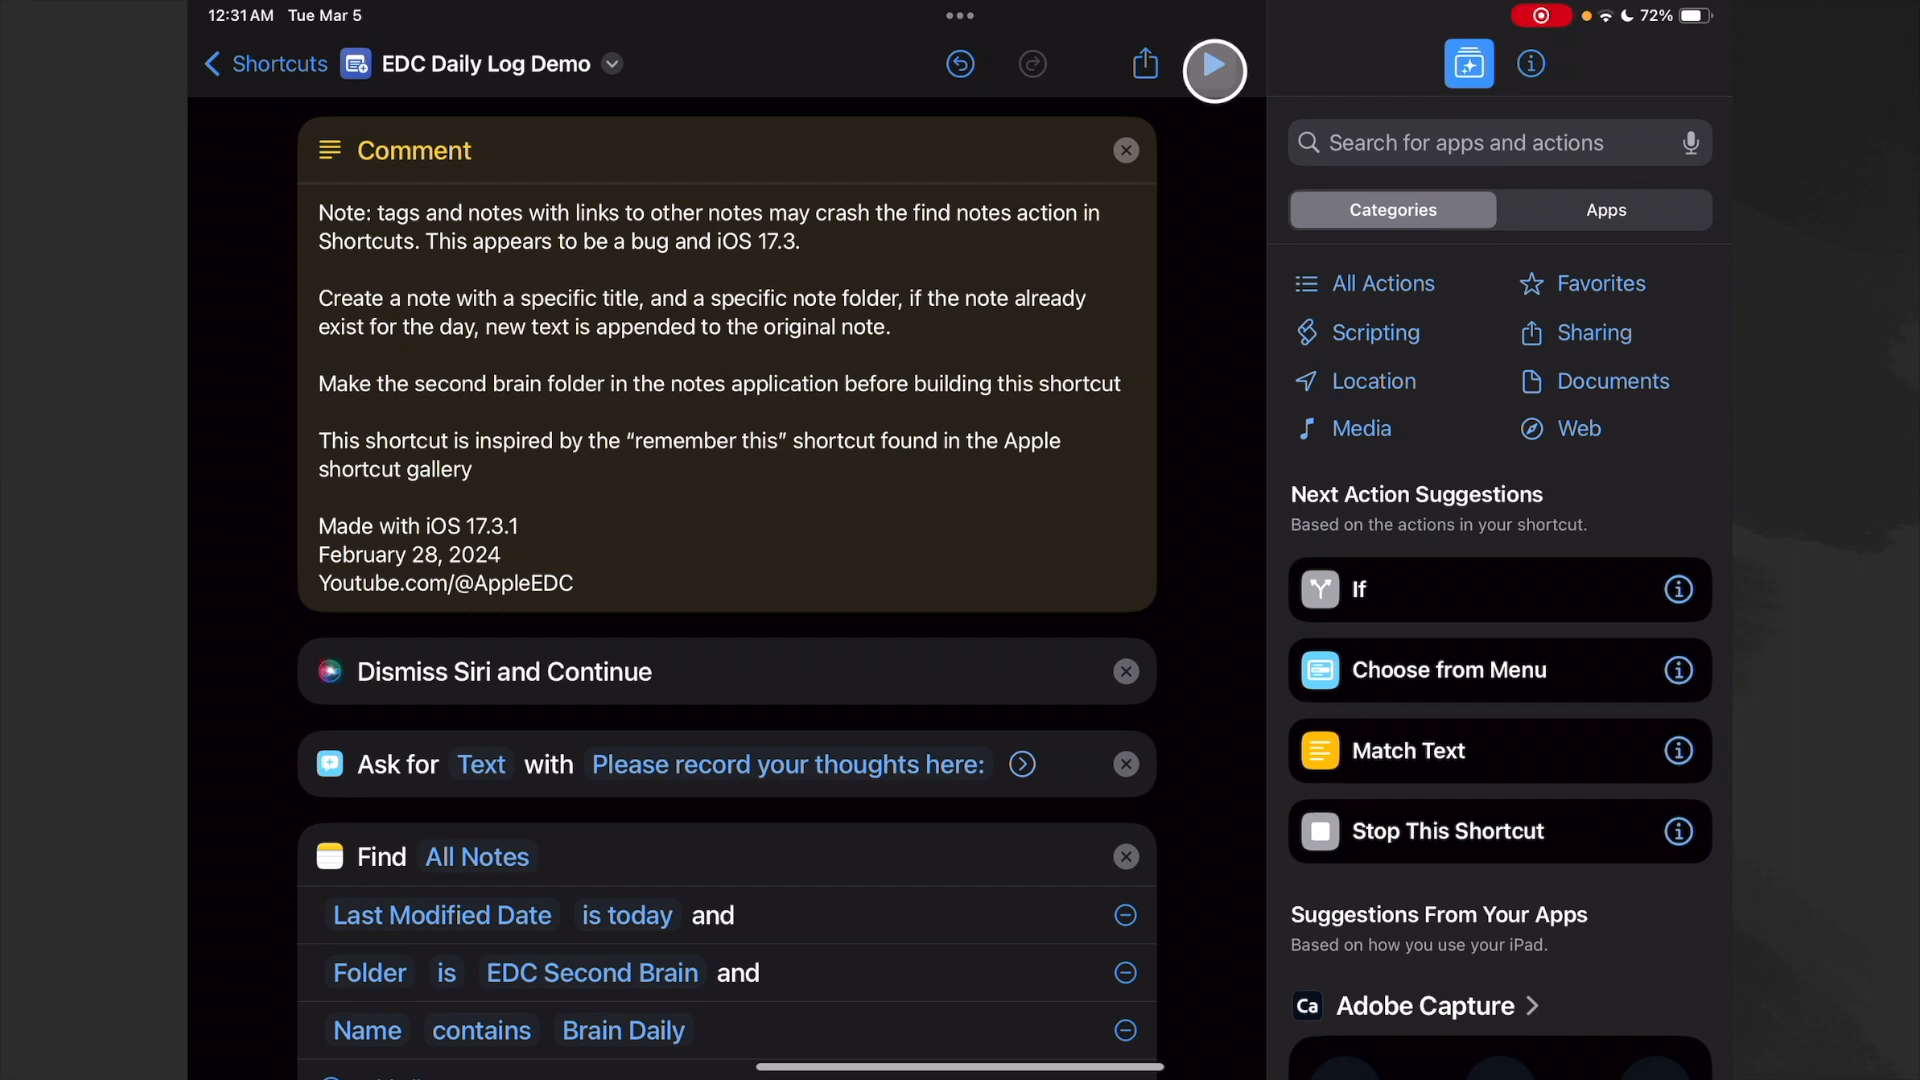 12:31 AM Tue Mar 5
72%
Shortcuts EDC Daily Log Demo
Comment
Note: tags and notes with links to other notes may crash the find notes action in
Shortcuts. This appears to be a bug and iOS 17.3.
Create a note with a specific title, and a specific note folder, if the note already
exist for the day, new text is appended to the original note.
Make the second brain folder in the notes application before building this shortcut
This shortcut is inspired by the “remember this” shortcut found in the Apple
shortcut gallery
Made with iOS 17.3.1
February 28, 2024
Youtube.com/@AppleEDC
Dismiss Siri and Continue
Ask for Text with Please record your thoughts here:
Find All Notes
Last Modified Date is today and
Folder is EDC Second Brain and
Name contains Brain Daily
Search for apps and actions
Categories Apps
All Actions Favorites
Scripting Sharing
Location Documents
Media Web
Next Action Suggestions
Based on the actions in your shortcut.
If
Choose from Menu
Match Text
Stop This Shortcut
Suggestions From Your Apps
Based on how you use your iPad.
Ca Adobe Capture